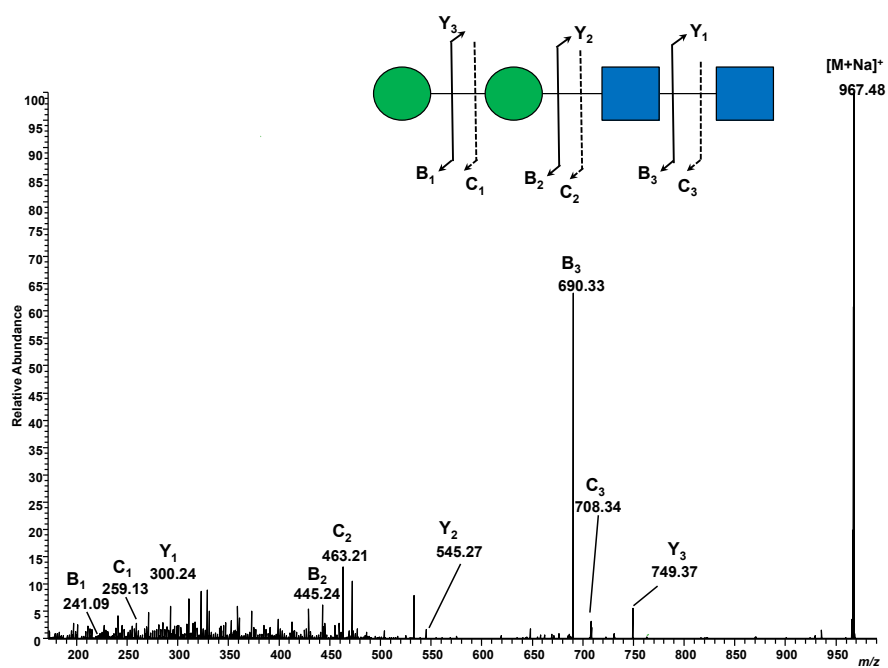 Y3
Y2
Y1
[M+Na]+
967.48
B1
C1
B2
C2
B3
C3
100
95
90
85
80
75
70
65
60
55
50
45
40
35
30
25
20
15
10
5
0
Relative Abundance
B3
690.33
C3
708.34
Y3
749.37
Y2
545.27
C2
463.21
B2
445.24
Y1
300.24
C1
259.13
B1
241.09
200 250 300 350 400 450 500 550 600 650 700 750 800 850 900 950
m/z